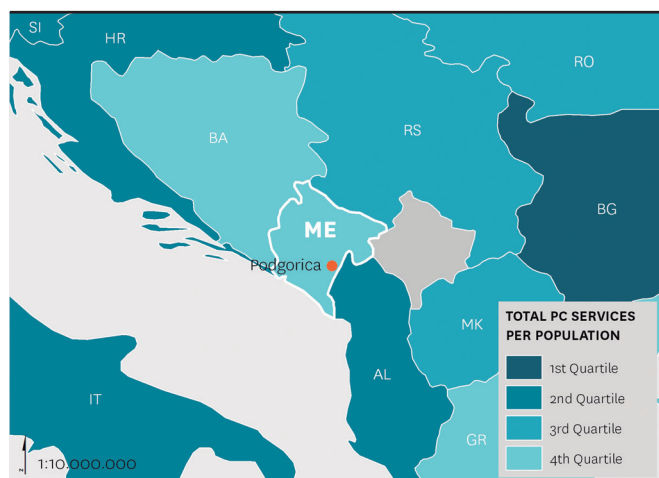 SI
HR
RO
BA
RS
BG
ME
Podgorica
MK
AL
IT
GR
TOTAL PC SERVICES
PER POPULATION
1st Quartile
2nd Quartile
3rd Quartile
4th Quartile
N
1:10.000.000